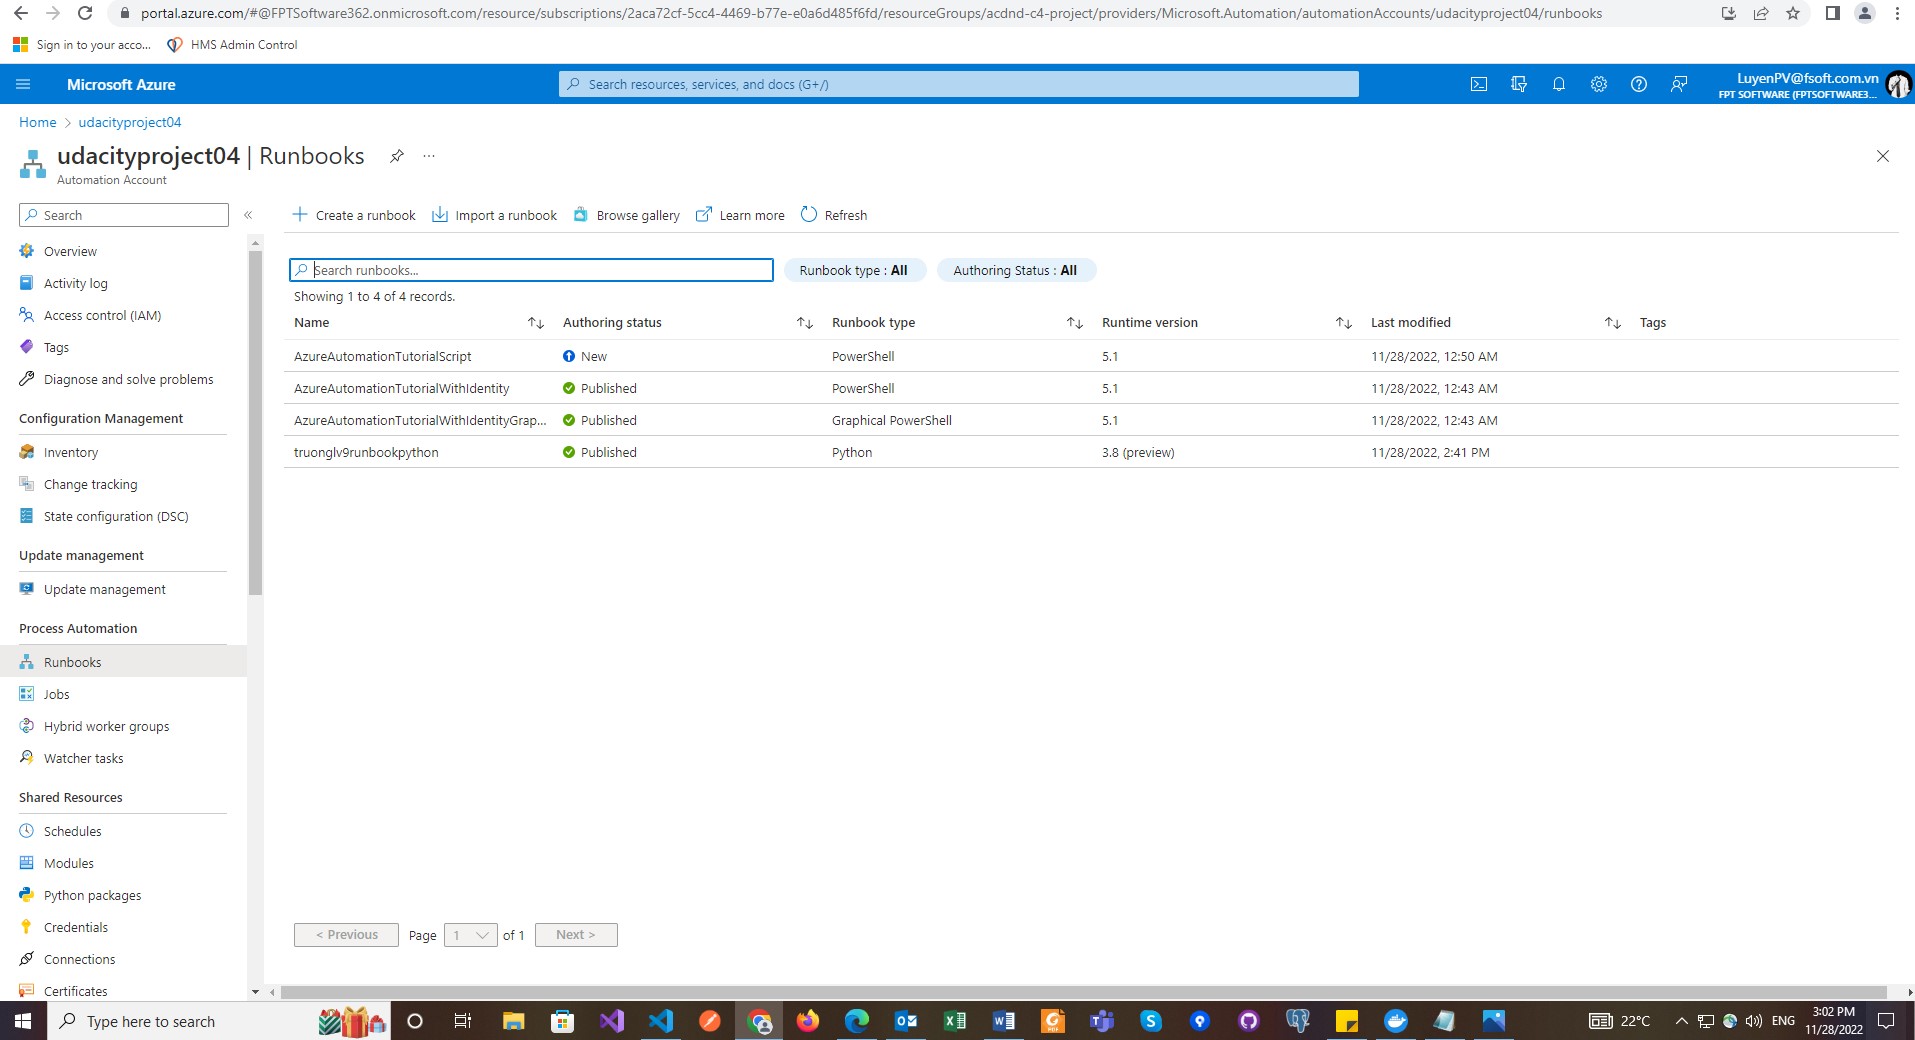 portal.azure.com/#@FPTSoftware362.onmicrosoft.com/resource/subscriptions/2aca72cf-5cc4-4469-b77e-e0a6d485f6fd/resourceGroups/acdnd-c4-project/providers/Microsoft.Automation/automationAccounts/udacityproject04/runbooks
Sign in to your acco... HMS Admin Control
Microsoft Azure
Search resources, services, and docs (G+/)
LuyenPV@fsoft.com.vn
FPT SOFTWARE (FPTSOFTWARE3...
Home > udacityproject04
udacityproject04 | Runbooks ...
Automation Account
Search «
Overview
Activity log
Access control (IAM)
Tags
Diagnose and solve problems
Configuration Management
Inventory
Change tracking
State configuration (DSC)
Update management
Update management
Process Automation
Runbooks
Jobs
Hybrid worker groups
Watcher tasks
Shared Resources
Schedules
Modules
Python packages
Credentials
Connections
Certificates
Create a runbook Import a runbook Browse gallery Learn more Refresh
Search runbooks... Runbook type : All Authoring Status : All
Showing 1 to 4 of 4 records.
Name Authoring status Runbook type Runtime version Last modified Tags
AzureAutomationTutorialScript New PowerShell 5.1 11/28/2022, 12:50 AM
AzureAutomationTutorialWithIdentity Published PowerShell 5.1 11/28/2022, 12:43 AM
AzureAutomationTutorialWithIdentityGrap... Published Graphical PowerShell 5.1 11/28/2022, 12:43 AM
truonglv9runbookpython Published Python 3.8 (preview) 11/28/2022, 2:41 PM
< Previous Page 1 of 1 Next >
Type here to search
22°C ENG
3:02 PM
11/28/2022